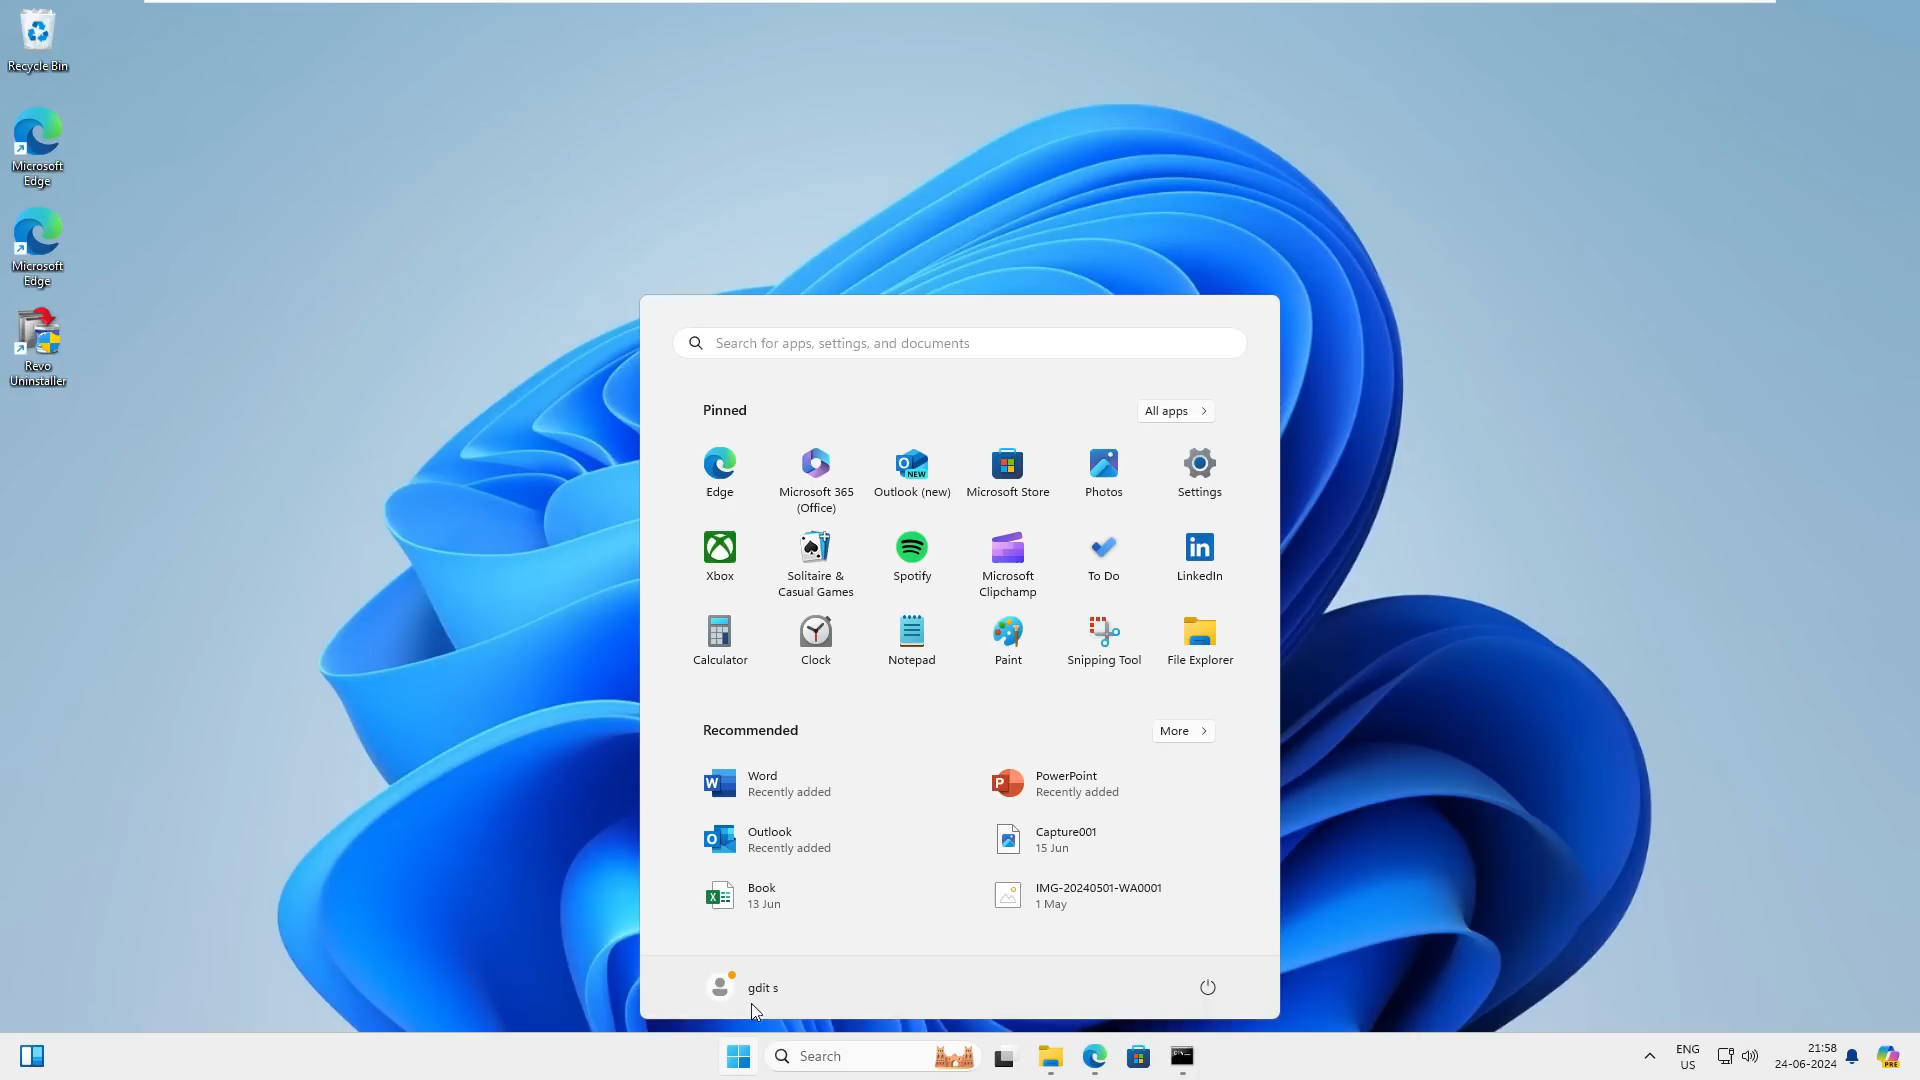 Recycle Bin
Microsoft
Edge
Microsoft
Edge
Revo
Uninstaller
Search for apps, settings, and documents
Pinned
All apps
Edge
Microsoft 365
(Office)
Outlook (new)
Microsoft Store
Photos
Settings
Xbox
Solitaire &
Casual Games
Spotify
Microsoft
Clipchamp
To Do
LinkedIn
Calculator
Clock
Notepad
Paint
Snipping Tool
File Explorer
Recommended
More
Word
Recently added
PowerPoint
Recently added
Outlook
Recently added
Capture001
15 Jun
Book
13 Jun
IMG-20240501-WA0001
1 May
gdit s
Search
ENG
US
21:58
24-06-2024
PRE